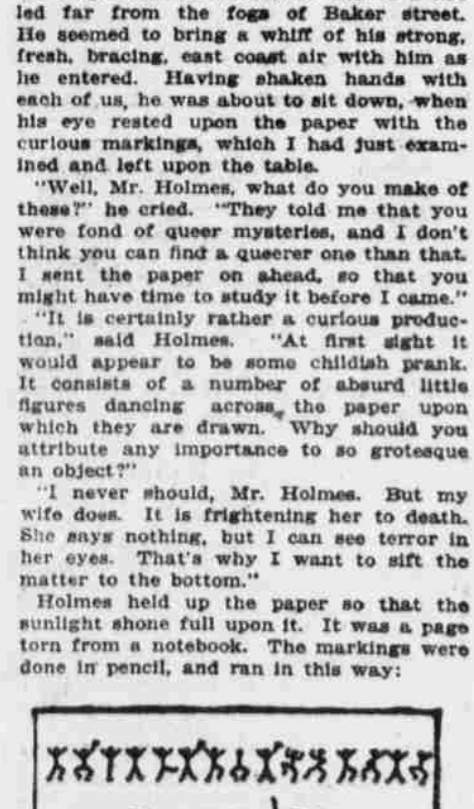 led far from the fogs of Baker street.
He seemed to bring a whiff of his strong,
fresh, bracing, east coast air with him as
he entered. Having shaken hands with
each of us, he was about to sit down, when
his eye rested upon the paper with the
curious markings, which I had just exam-
ined and left upon the table.
"Well, Mr. Holmes, what do you make of
these?" he cried. "They told me that you
were fond of queer mysteries, and I don't
think you can find a queerer one than that.
I sent the paper on ahead, so that you
might have time to study it before I came."
"It is certainly rather a curious produc-
tion," said Holmes. "At first sight it
would appear to be some childish prank.
It consists of a number of absurd little
figures dancing across the paper upon
which they are drawn. Why should you
attribute any importance to so grotesque
an object?"
"I never should, Mr. Holmes. But my
wife does. It is frightening her to death.
She says nothing, but I can see terror in
her eyes. That's why I want to sift the
matter to the bottom."
Holmes held up the paper so that the
sunlight shone full upon it. It was a page
torn from a notebook. The markings were
done in pencil, and ran in this way: